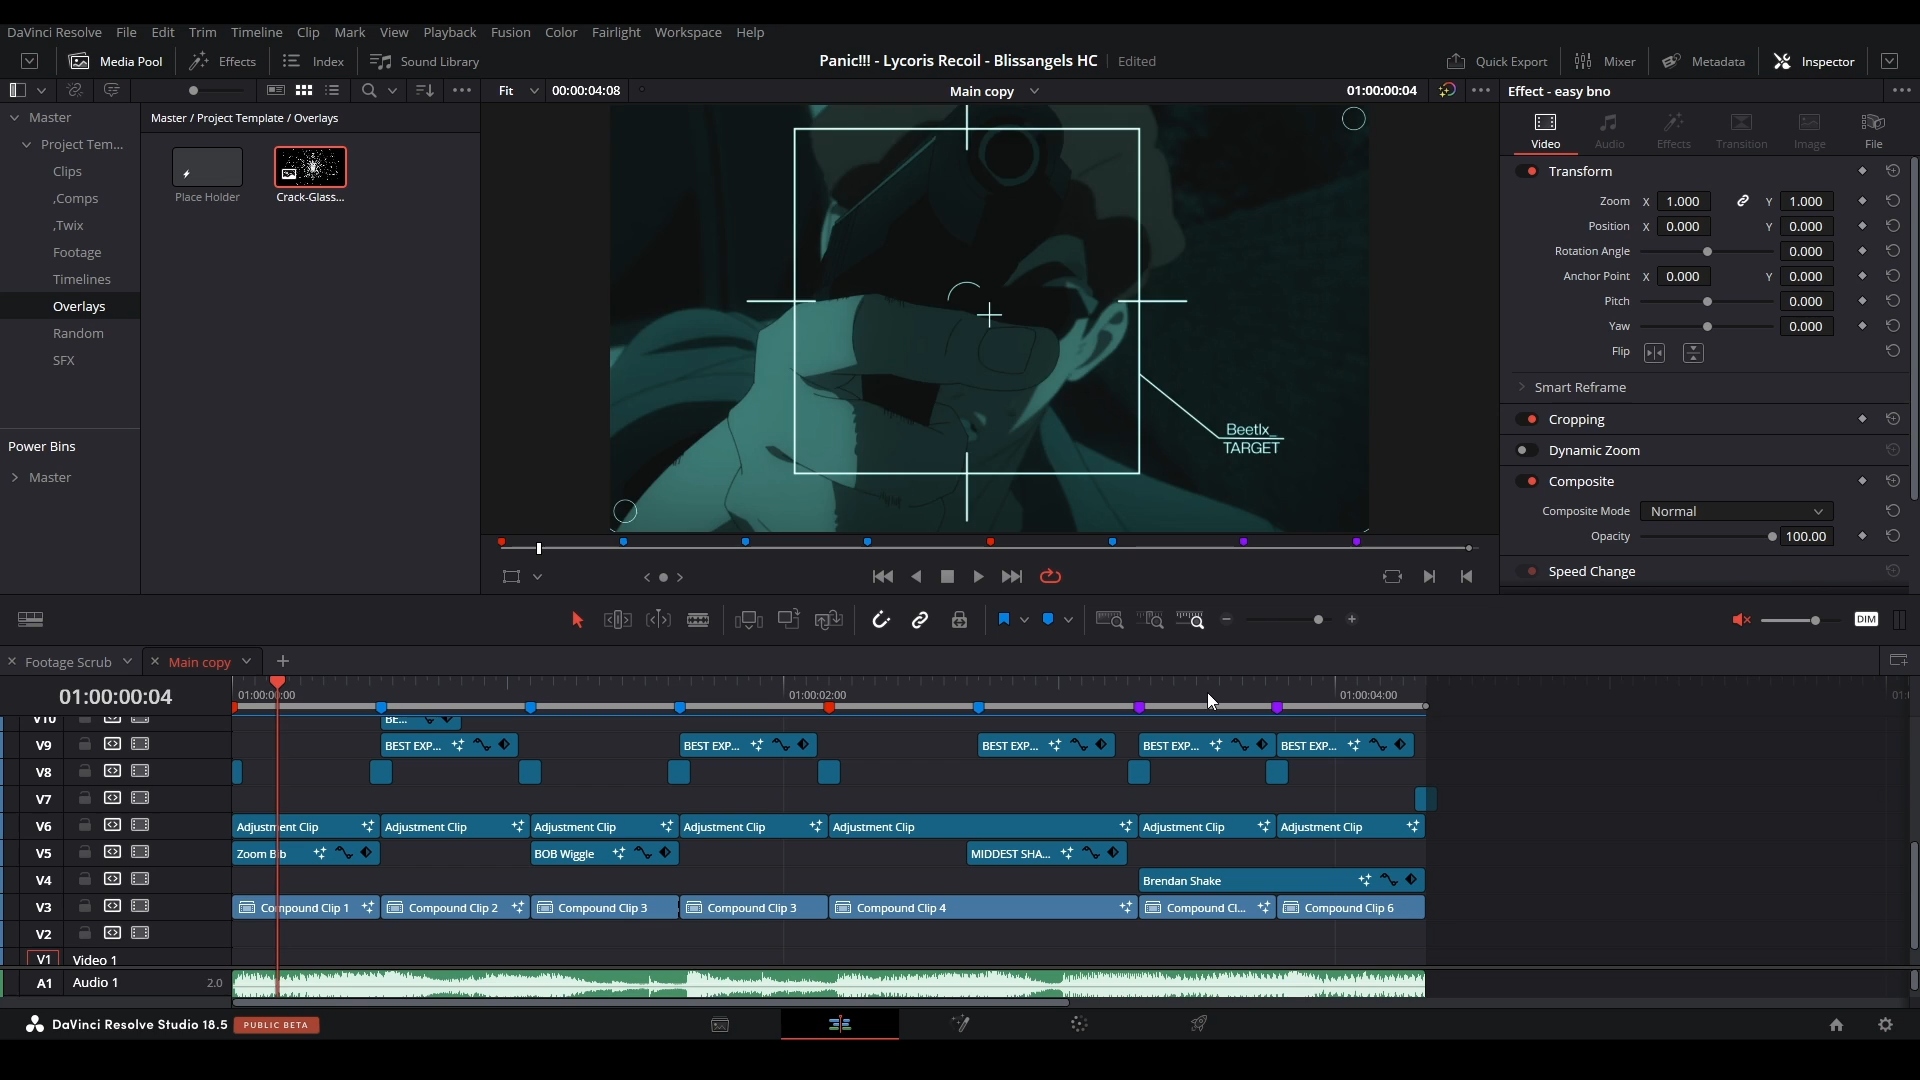 DaVinci Resolve File Edit Trim Timeline Clip Mark View Playback Fusion Color Fairlight Workspace Help
Media Pool Effects Index Sound Library Panic!!! - Lycoris Recoil - Blissangels HC Edited Quick Export Mixer Metadata Inspector
Fit 00:00:04:08 Main copy 01:00:00:04 Effect - easy bno
Master
Project Tem...
Clips
,Comps
,Twix
Footage
Timelines
Overlays
Random
SFX
Power Bins
Master
Master / Project Template / Overlays
Place Holder Crack-Glass...
Beetlx_
TARGET
Video Audio Effects Transition Image File
Transform
Zoom X 1.000 Y 1.000
Position X 0.000 Y 0.000
Rotation Angle 0.000
Anchor Point X 0.000 Y 0.000
Pitch 0.000
Yaw 0.000
Flip
Smart Reframe
Cropping
Dynamic Zoom
Composite
Composite Mode Normal
Opacity 100.00
Speed Change
DIM
Footage Scrub Main copy
01:00:00:04 01:00:00:00 01:00:02:00 01:00:04:00
V10 BE...
V9 BEST EXP... BEST EXP... BEST EXP... BEST EXP... BEST EXP...
V8
V7
V6 Adjustment Clip Adjustment Clip Adjustment Clip Adjustment Clip Adjustment Clip Adjustment Clip Adjustment Clip
V5 BOB Wiggle MIDDEST SHA...
V4 Brendan Shake
V3 Compound Clip 1 Compound Clip 2 Compound Clip 3 Compound Clip 3 Compound Clip 4 Compound Cl... Compound Clip 6
V2
V1 Video 1
A1 Audio 1 2.0
DaVinci Resolve Studio 18.5 PUBLIC BETA